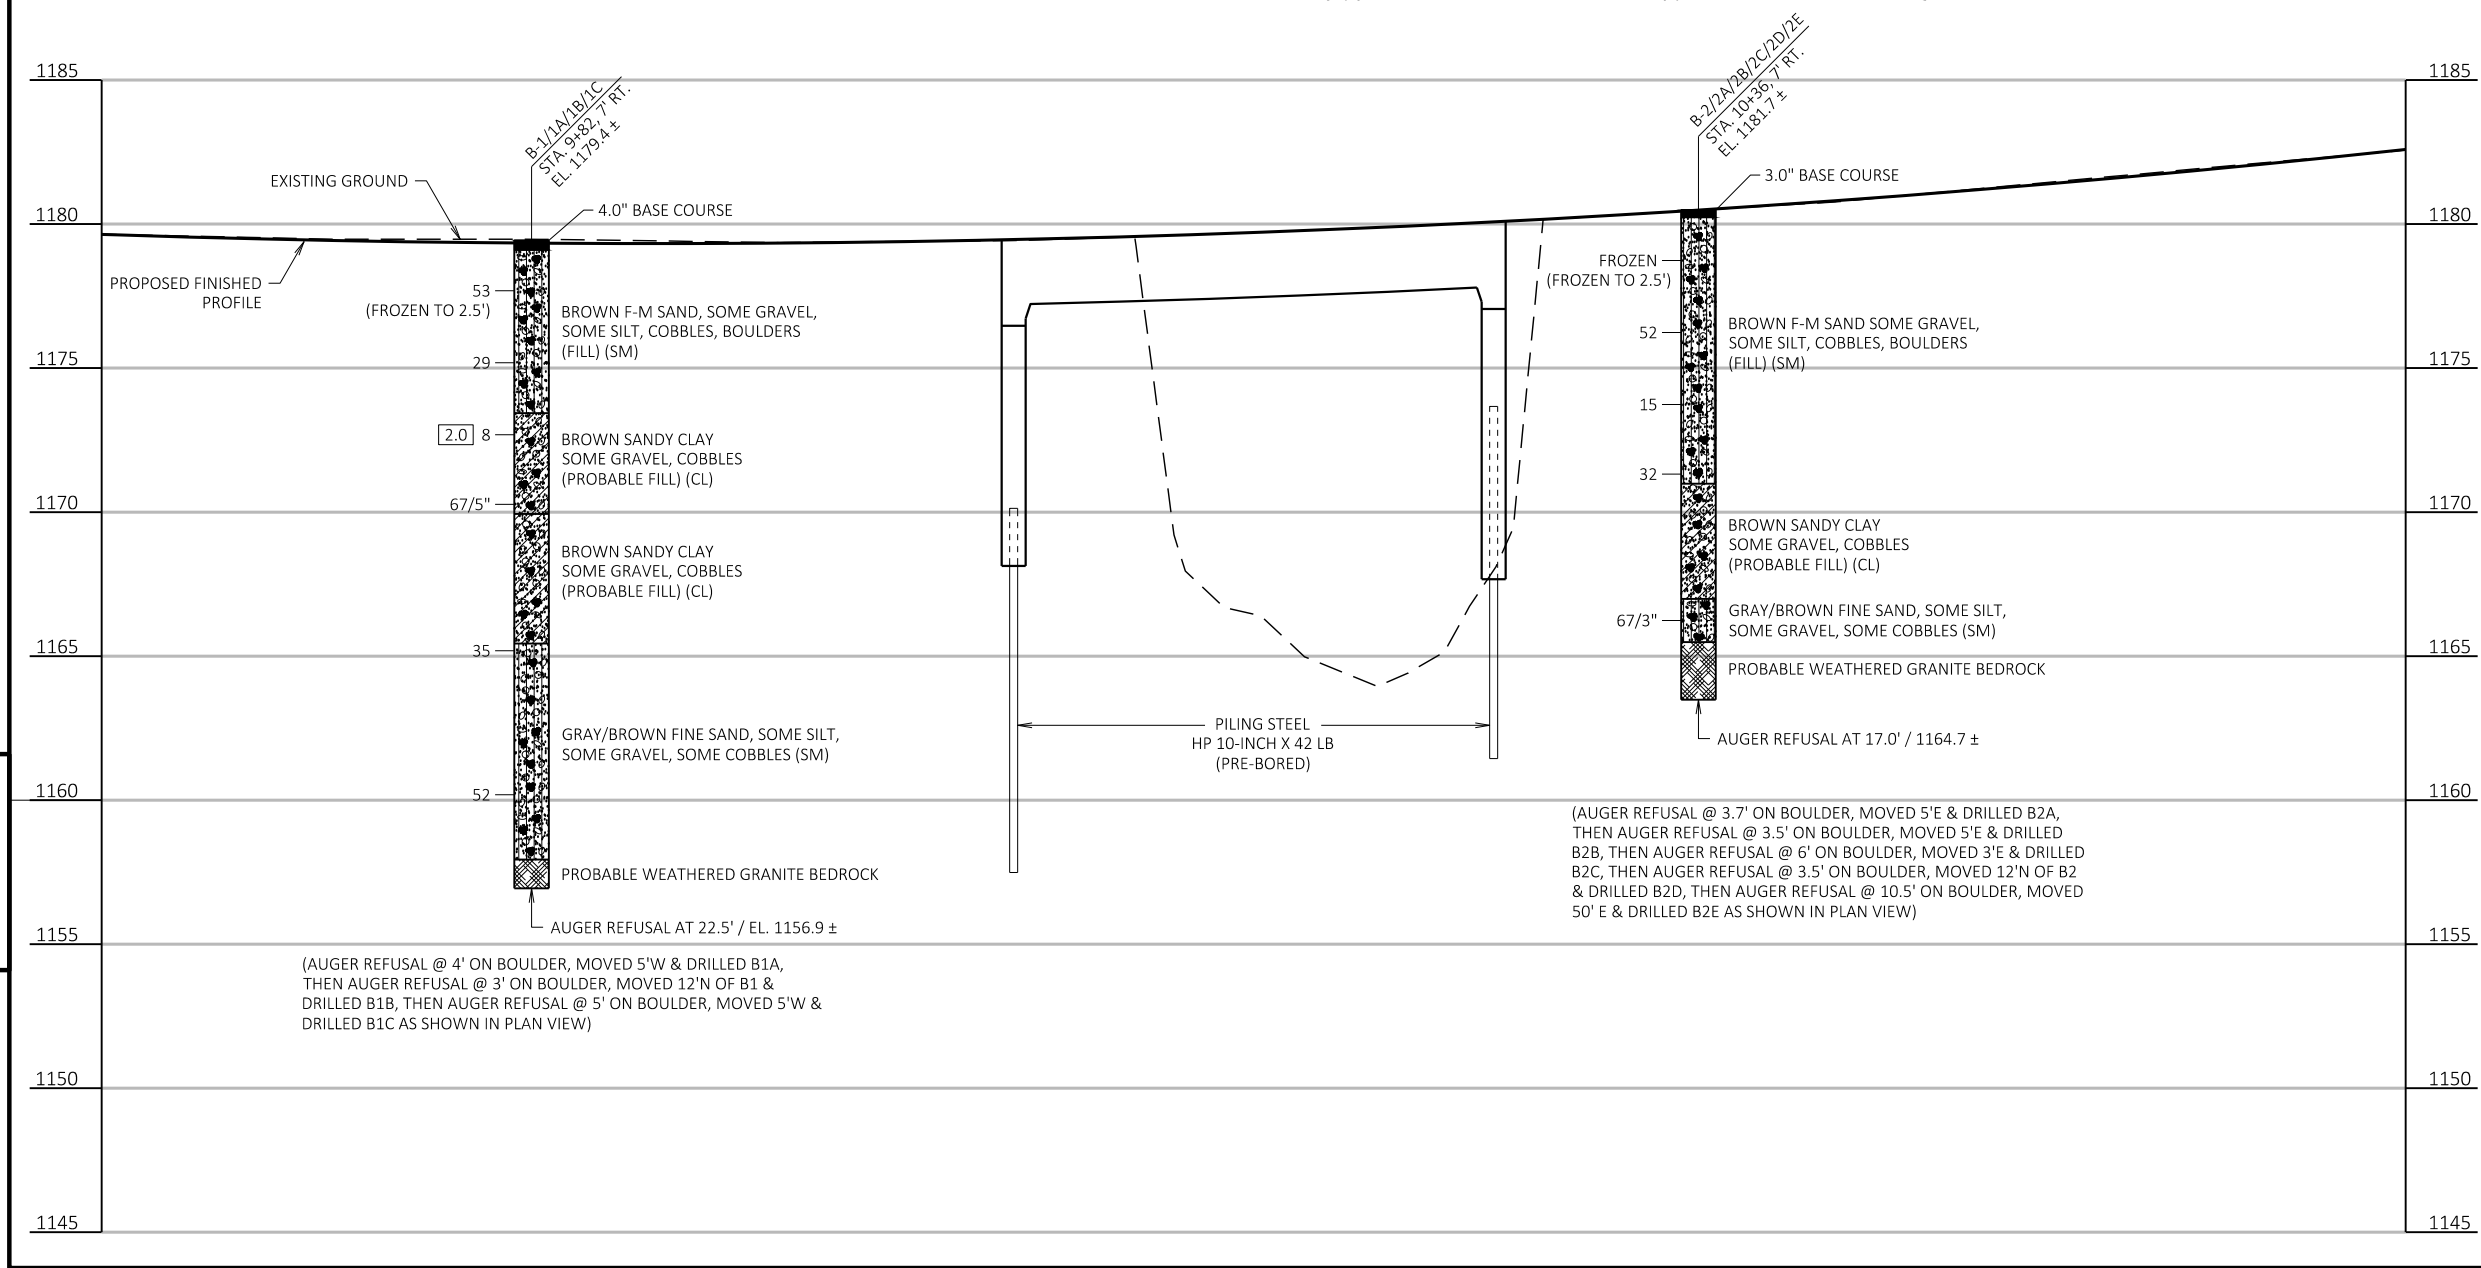 1185
1180
1175
1170
1165
1160
1155
1150
1145
B-1/1A/1B/1C
STA. 9+82, 7' RT.
EL. 1179.4 ±
EXISTING GROUND
4.0" BASE COURSE
PROPOSED FINISHED
PROFILE
53
(FROZEN TO 2.5')
29
2.0 8
67/5"
35
52
BROWN F-M SAND, SOME GRAVEL,
SOME SILT, COBBLES, BOULDERS
(FILL) (SM)
BROWN SANDY CLAY
SOME GRAVEL, COBBLES
(PROBABLE FILL) (CL)
BROWN SANDY CLAY
SOME GRAVEL, COBBLES
(PROBABLE FILL) (CL)
GRAY/BROWN FINE SAND, SOME SILT,
SOME GRAVEL, SOME COBBLES (SM)
PROBABLE WEATHERED GRANITE BEDROCK
AUGER REFUSAL AT 22.5' / EL. 1156.9 ±
(AUGER REFUSAL @ 4' ON BOULDER, MOVED 5'W & DRILLED B1A,
THEN AUGER REFUSAL @ 3' ON BOULDER, MOVED 12'N OF B1 &
DRILLED B1B, THEN AUGER REFUSAL @ 5' ON BOULDER, MOVED 5'W &
DRILLED B1C AS SHOWN IN PLAN VIEW)
PILING STEEL
HP 10-INCH X 42 LB
(PRE-BORED)
B-2/2A/2B/2C/2D/2E
STA. 10+36, 7' RT.
EL. 1181.7 ±
3.0" BASE COURSE
FROZEN
(FROZEN TO 2.5')
52
15
32
67/3"
BROWN F-M SAND SOME GRAVEL,
SOME SILT, COBBLES, BOULDERS
(FILL) (SM)
BROWN SANDY CLAY
SOME GRAVEL, COBBLES
(PROBABLE FILL) (CL)
GRAY/BROWN FINE SAND, SOME SILT,
SOME GRAVEL, SOME COBBLES (SM)
PROBABLE WEATHERED GRANITE BEDROCK
AUGER REFUSAL AT 17.0' / 1164.7 ±
(AUGER REFUSAL @ 3.7' ON BOULDER, MOVED 5'E & DRILLED B2A,
THEN AUGER REFUSAL @ 3.5' ON BOULDER, MOVED 5'E & DRILLED
B2B, THEN AUGER REFUSAL @ 6' ON BOULDER, MOVED 3'E & DRILLED
B2C, THEN AUGER REFUSAL @ 3.5' ON BOULDER, MOVED 12'N OF B2
& DRILLED B2D, THEN AUGER REFUSAL @ 10.5' ON BOULDER, MOVED
50' E & DRILLED B2E AS SHOWN IN PLAN VIEW)
1185
1180
1175
1170
1165
1160
1155
1150
1145